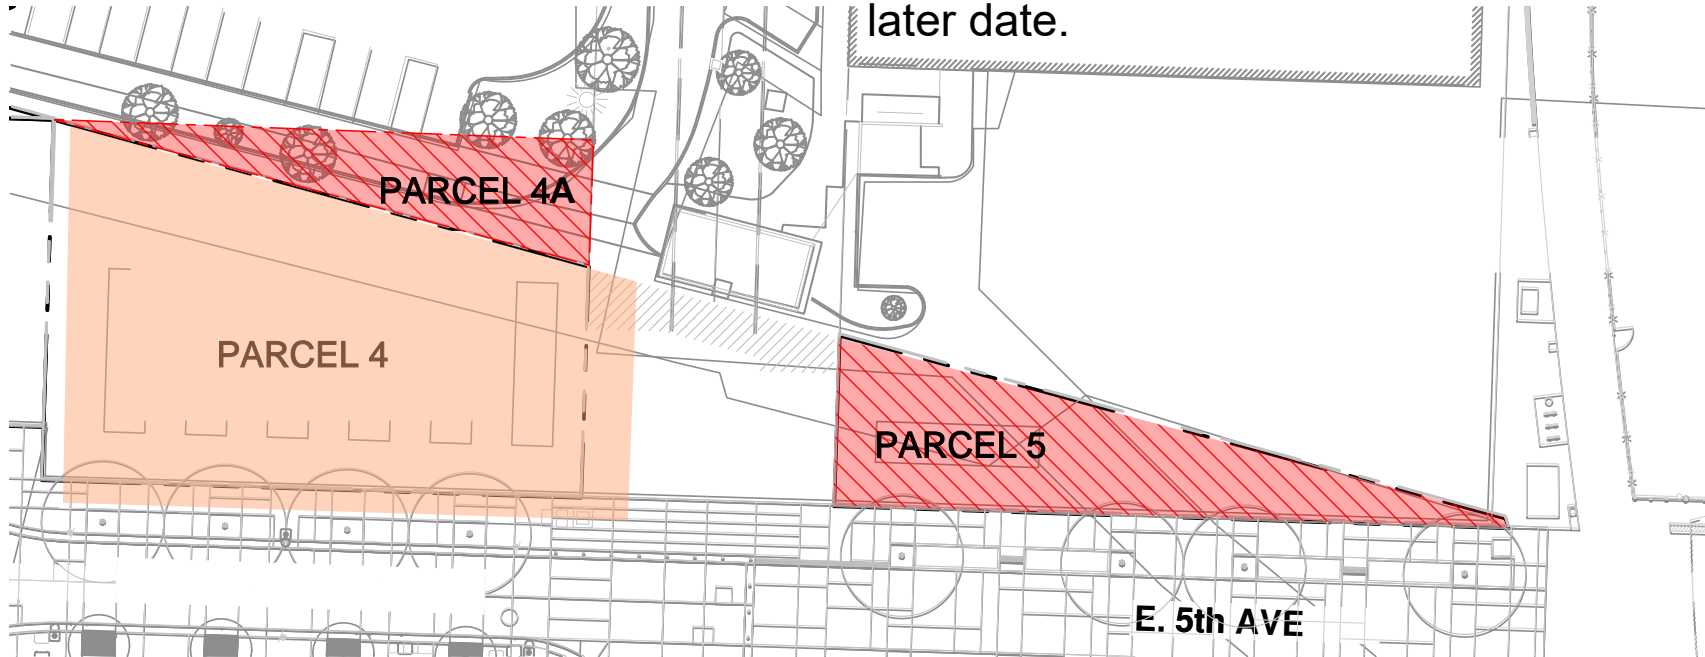 later date.
PARCEL 4A
PARCEL 4
PARCEL 5
E. 5th AVE